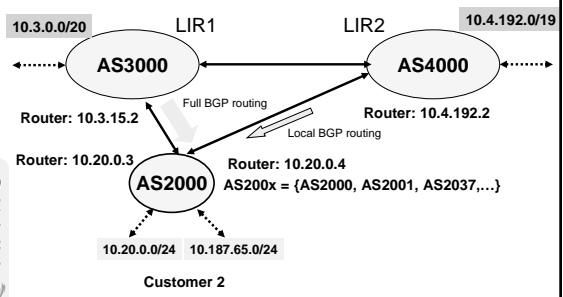 10.3.0.0/20
LIR1
LIR2
10.4.192.0/19
AS3000
AS4000
Full BGP routing
Router: 10.3.15.2
Router: 10.4.192.2
Local BGP routing
Router: 10.20.0.3
Router: 10.20.0.4
AS2000
AS200x = {AS2000, AS2001, AS2037,…}
10.20.0.0/24
10.187.65.0/24
Customer 2